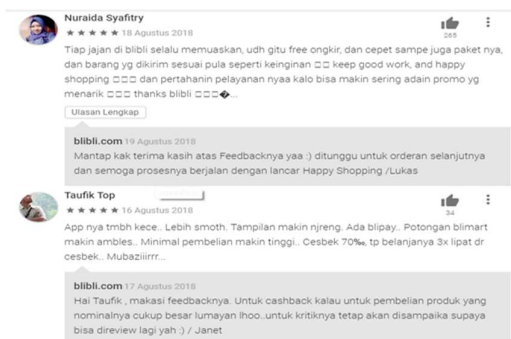 Nuraida Syafitry
★★★★★ 18 Agustus 2018
265
Tiap jajan di blibli selalu memuaskan, udh gitu free ongkir, dan cepet sampe juga paket nya,
dan barang yg dikirim sesuai pula seperti keinginan □□ keep good work, and happy
shopping □□□ dan pertahanin pelayanan nyaa kalo bisa makin sering adain promo yg
menarik □□□ thanks blibli □□□�...
Ulasan Lengkap
blibli.com 19 Agustus 2018
Mantap kak terima kasih atas Feedbacknya yaa :) ditunggu untuk orderan selanjutnya
dan semoga prosesnya berjalan dengan lancar Happy Shopping /Lukas
Taufik Top
★★★★★ 16 Agustus 2018
34
App nya tmbh kece.. Lebih smoth. Tampilan makin njreng. Ada blipay.. Potongan blimart
makin ambles.. Minimal pembelian makin tinggi.. Cesbek 70‰, tp belanjanya 3x lipat dr
cesbek.. Mubaziiirrr...
blibli.com 17 Agustus 2018
Hai Taufik , makasi feedbacknya. Untuk cashback kalau untuk pembelian produk yang
nominalnya cukup besar lumayan lhoo..untuk kritiknya tetap akan disampaika supaya
bisa direview lagi yah :) / Janet